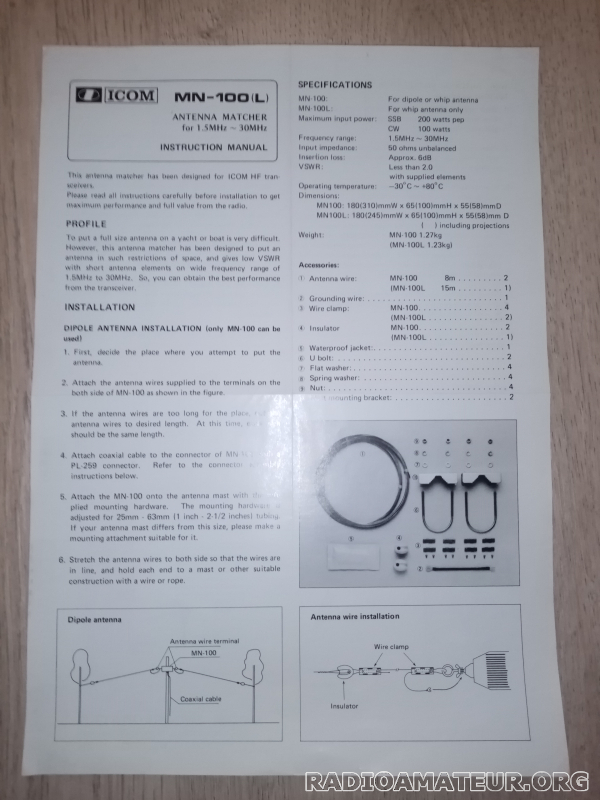 ICOM MN-100(L)
ANTENNA MATCHER
for 1.5MHz ~ 30MHz
INSTRUCTION MANUAL
This antenna matcher has been designed for ICOM HF tran-
sceivers.
Please read all instructions carefully before installation to get
maximum performance and full value from the radio.
PROFILE
To put a full size antenna on a yacht or boat is very difficult.
However, this antenna matcher has been designed to put an
antenna in such restrictions of space, and gives low VSWR
with short antenna elements on wide frequency range of
1.5MHz to 30MHz. So, you can obtain the best performance
from the transceiver.
INSTALLATION
DIPOLE ANTENNA INSTALLATION (only MN-100 can be
used)
1. First, decide the place where you attempt to put the
antenna.
2. Attach the antenna wires supplied to the terminals on the
both side of MN-100 as shown in the figure.
3. If the antenna wires are too long for the place,
antenna wires to desired length. At this time,
should be the same length.
4. Attach coaxial cable to the connector of
PL-259 connector. Refer to the connector
instructions below.
5. Attach the MN-100 onto the antenna mast with the
plied mounting hardware. The mounting hardware
adjusted for 25mm - 63mm (1 inch - 2-1/2 inches) tubing.
If your antenna mast differs from this size, please make a
mounting attachment suitable for it.
6. Stretch the antenna wires to both side so that the wires are
in line, and hold each end to a mast or other suitable
construction with a wire or rope.
Dipole antenna
Antenna wire terminal
MN-100
Coaxial cable
SPECIFICATIONS
MN-100: For dipole or whip antenna
MN-100L: For whip antenna only
Maximum input power: SSB 200 watts pep
CW 100 watts
Frequency range: 1.5MHz ~ 30MHz
Input impedance: 50 ohms unbalanced
Insertion loss: Approx. 6dB
VSWR: Less than 2.0
with supplied elements
Operating temperature: −30°C ~ +80°C
Dimensions:
MN100: 180(310)mmW x 65(100)mmH x 55(58)mmD
MN100L: 180(245)mmW x 65(100)mmH x 55(58)mm D
( ) including projections
Weight: MN-100 1.27kg
(MN-100L 1.23kg)
Accessories:
① Antenna wire: MN-100 8m . . . . . . . . . 2
(MN-100L 15m . . . . . . . . . 1)
② Grounding wire: . . . . . . . . . . . . . . . . . . . . . . . . . . 1
③ Wire clamp: MN-100 . . . . . . . . . . . . . . . . 4
(MN-100L . . . . . . . . . . . . . . . 2)
④ Insulator MN-100 . . . . . . . . . . . . . . . . 2
(MN-100L . . . . . . . . . . . . . . . 1)
⑤ Waterproof jacket: . . . . . . . . . . . . . . . . . . . . . . . . . 1
⑥ U bolt: . . . . . . . . . . . . . . . . . . . . . . . . . . . . . . . . 2
⑦ Flat washer: . . . . . . . . . . . . . . . . . . . . . . . . . . . . . 4
⑧ Spring washer: . . . . . . . . . . . . . . . . . . . . . . . . . . . 4
⑨ Nut: . . . . . . . . . . . . . . . . . . . . . . . . . . . . . . . . . . 4
mounting bracket: . . . . . . . . . . . . . . . . . . . . . . 2
Antenna wire installation
Wire clamp
Insulator
RADIOAMATEUR.ORG